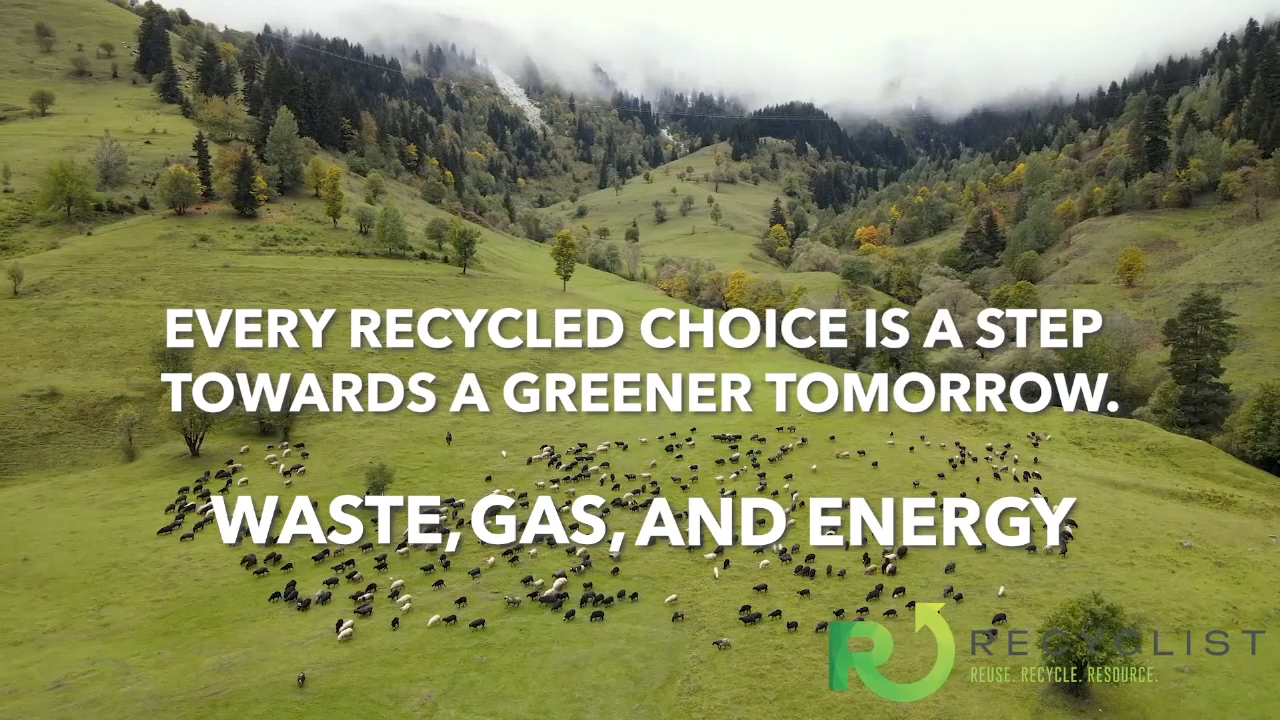 EVERY RECYCLED CHOICE IS A STEP
TOWARDS A GREENER TOMORROW.
WASTE, GAS, AND ENERGY
RECYCLIST
REUSE. RECYCLE. RESOURCE.